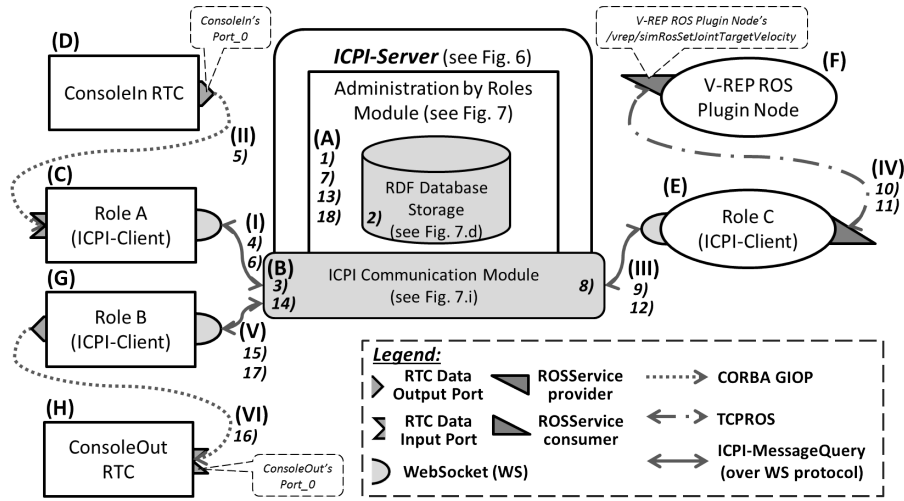 ConsoleIn's
Port_0
(D)
ConsoleIn RTC
(II)
5)
(C)
Role A
(ICPI-Client)
(I)
4)
6)
(G)
Role B
(ICPI-Client)
(V)
15)
17)
(H)
ConsoleOut
RTC
(VI)
16)
ConsoleOut's
Port_0
ICPI-Server (see Fig. 6)
Administration by Roles
Module (see Fig. 7)
(A)
1)
7)
13)
18)
2)
RDF Database
Storage
(see Fig. 7.d)
(B)
3)
14)
ICPI Communication Module
(see Fig. 7.i)
8)
V-REP ROS Plugin Node's
/vrep/simRosSetJointTargetVelocity
(F)
V-REP ROS
Plugin Node
(IV)
10)
11)
(E)
Role C
(ICPI-Client)
(III)
9)
12)
Legend:
RTC Data
Output Port
RTC Data
Input Port
WebSocket (WS)
ROSService
provider
ROSService
consumer
CORBA GIOP
TCPROS
ICPI-MessageQuery
(over WS protocol)